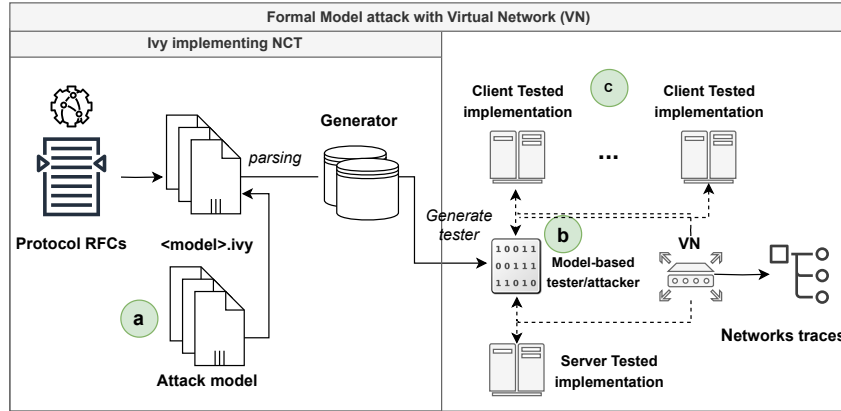 Formal Model attack with Virtual Network (VN)
Ivy implementing NCT
Client Tested
implementation
c
Client Tested
implementation
Generator
parsing
...
Protocol RFCs
<model>.ivy
Generate
tester
10011
00111
11010
b
Model-based
tester/attacker
VN
a
Attack model
Networks traces
Server Tested
implementation